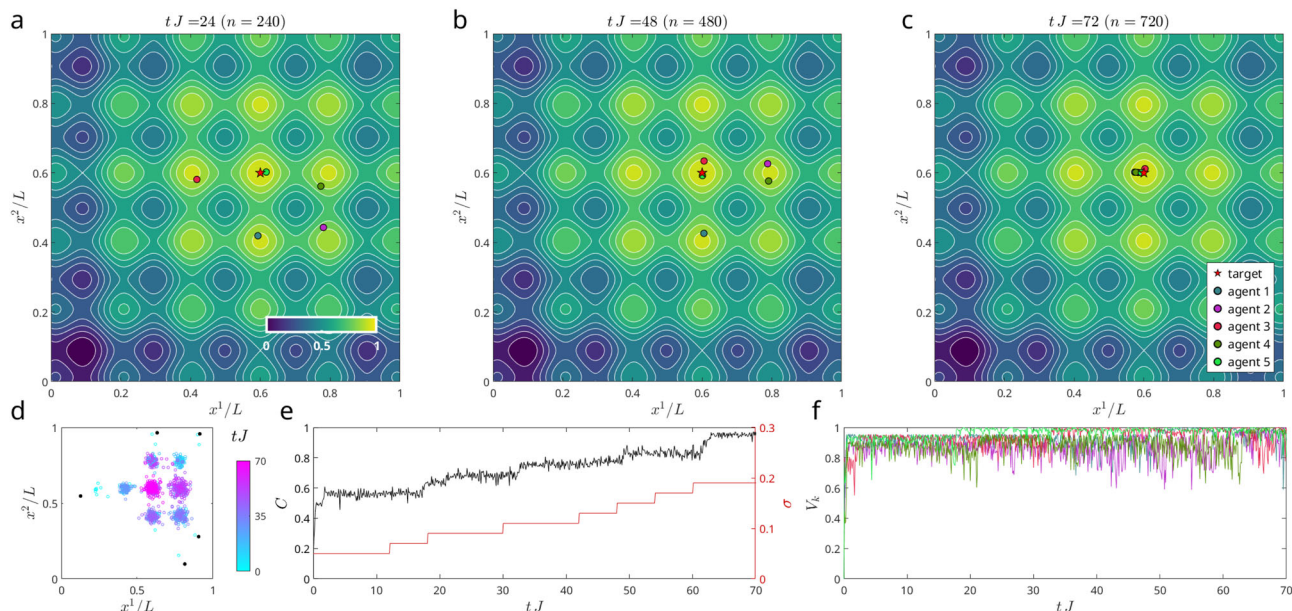 a
tJ = 24 (n = 240)
b
tJ = 48 (n = 480)
c
tJ = 72 (n = 720)
1
0.8
0.6
0.4
0.2
0
x²/L
0
0.2
0.4
0.6
0.8
1
x¹/L
0
0.5
1
1
0.8
0.6
0.4
0.2
0
x²/L
0
0.2
0.4
0.6
0.8
1
x¹/L
1
0.8
0.6
0.4
0.2
0
x²/L
0
0.2
0.4
0.6
0.8
1
x¹/L
target
agent 1
agent 2
agent 3
agent 4
agent 5
d
1
0.5
0
x²/L
0
0.5
1
x¹/L
tJ
70
35
0
e
1
0.8
0.6
0.4
0.2
0
C
0
10
20
30
40
50
60
70
tJ
0.3
0.2
0.1
0
σ
f
1
0.8
0.6
0.4
0.2
0
Vₖ
0
10
20
30
40
50
60
70
tJ